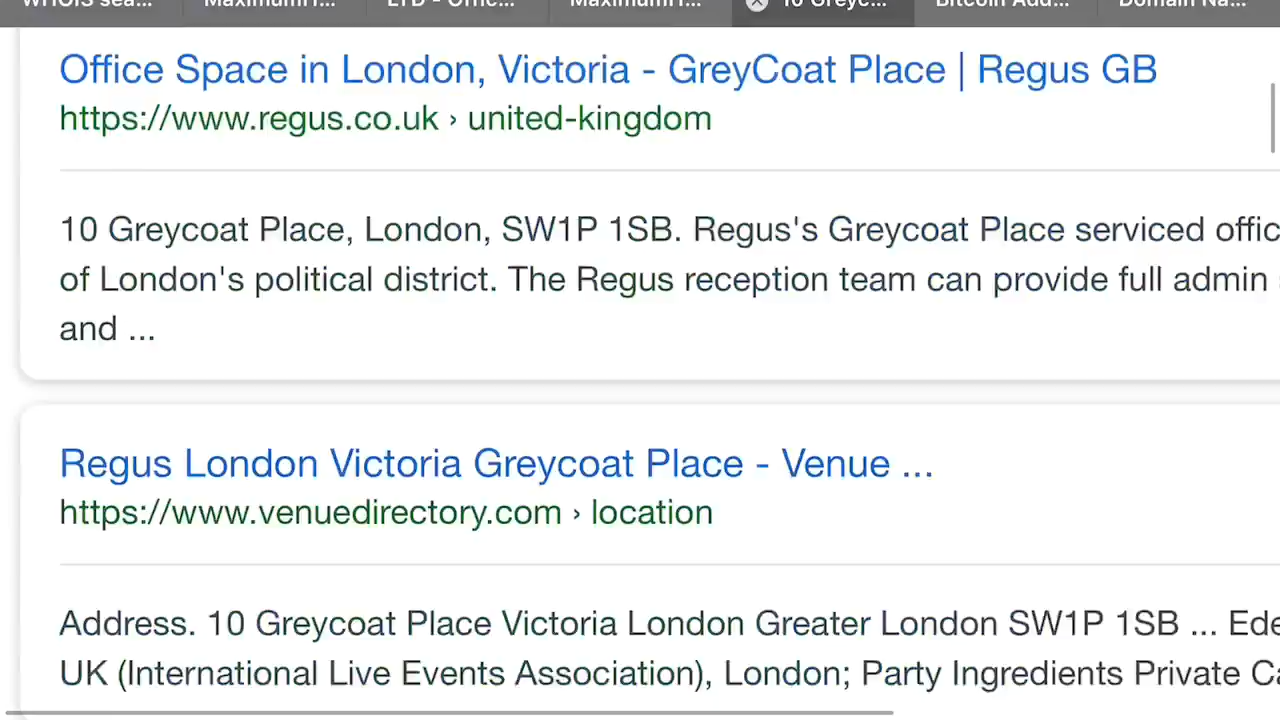 WHOIS sea...
MaximumH...
LTD - Offic...
MaximumH...
10 Greyc...
Bitcoin Add...
Domain Na...
Office Space in London, Victoria - GreyCoat Place | Regus GB
https://www.regus.co.uk › united-kingdom
10 Greycoat Place, London, SW1P 1SB. Regus's Greycoat Place serviced offic
of London's political district. The Regus reception team can provide full admin
and ...
Regus London Victoria Greycoat Place - Venue ...
https://www.venuedirectory.com › location
Address. 10 Greycoat Place Victoria London Greater London SW1P 1SB ... Ede
UK (International Live Events Association), London; Party Ingredients Private Ca